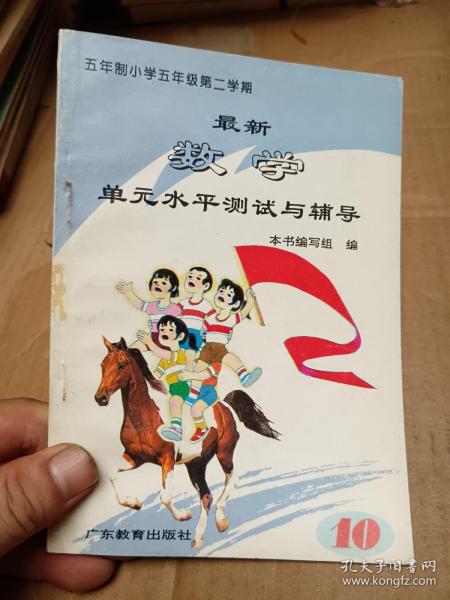 五年制小学五年级第二学期
最新
数学
单元水平测试与辅导
本书编写组 编
广东教育出版社
10
孔夫子旧书网
www.kongfz.com